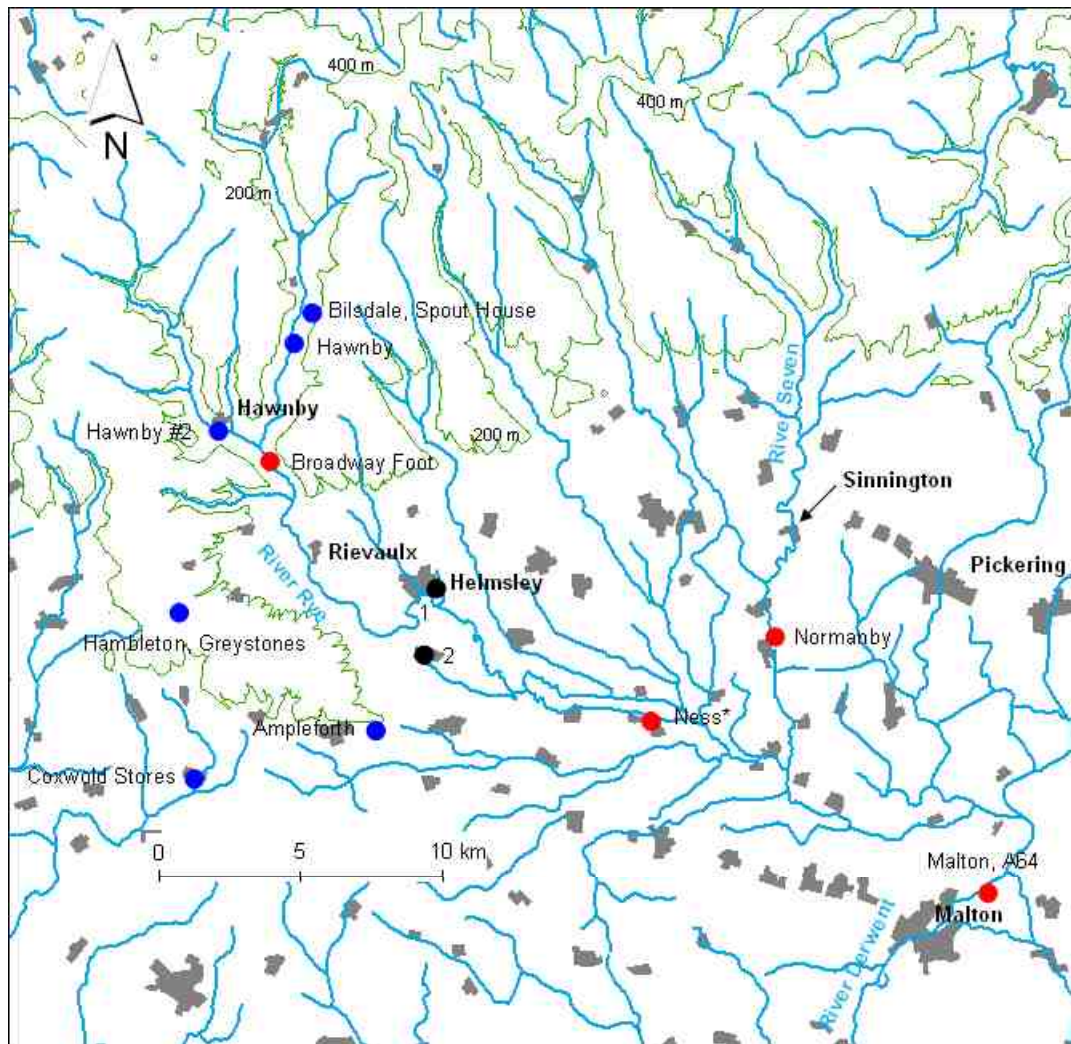 400 m
400 m
N
200 m
Bilsdale, Spout House
Hawnby
River Seven
Hawnby
Hawnby #2
200 m
Broadway Foot
Sinnington
Rievaulx
Pickering
River Rye
Helmsley
1
Hambleton, Greystones
Normanby
2
Ness*
Ampleforth
Coxwold Stores
0 5 10 km
Malton, A64
Malton
River Derwent